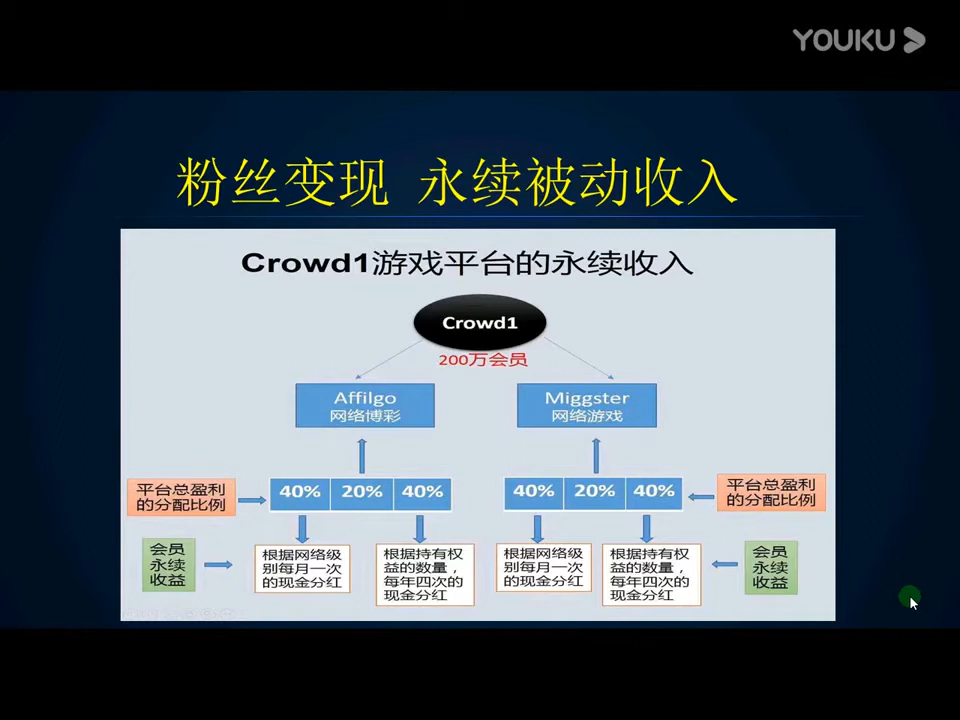 YOUKU
粉丝变现 永续被动收入
Crowd1游戏平台的永续收入
Crowd1
200万会员
Affilgo
网络博彩
Miggster
网络游戏
平台总盈利
的分配比例
40% 20% 40%
40% 20% 40%
平台总盈利
的分配比例
会员
永续
收益
根据网络级
别每月一次
的现金分红
根据持有权
益的数量，
每年四次的
现金分红
根据网络级
别每月一次
的现金分红
根据持有权
益的数量，
每年四次的
现金分红
会员
永续
收益